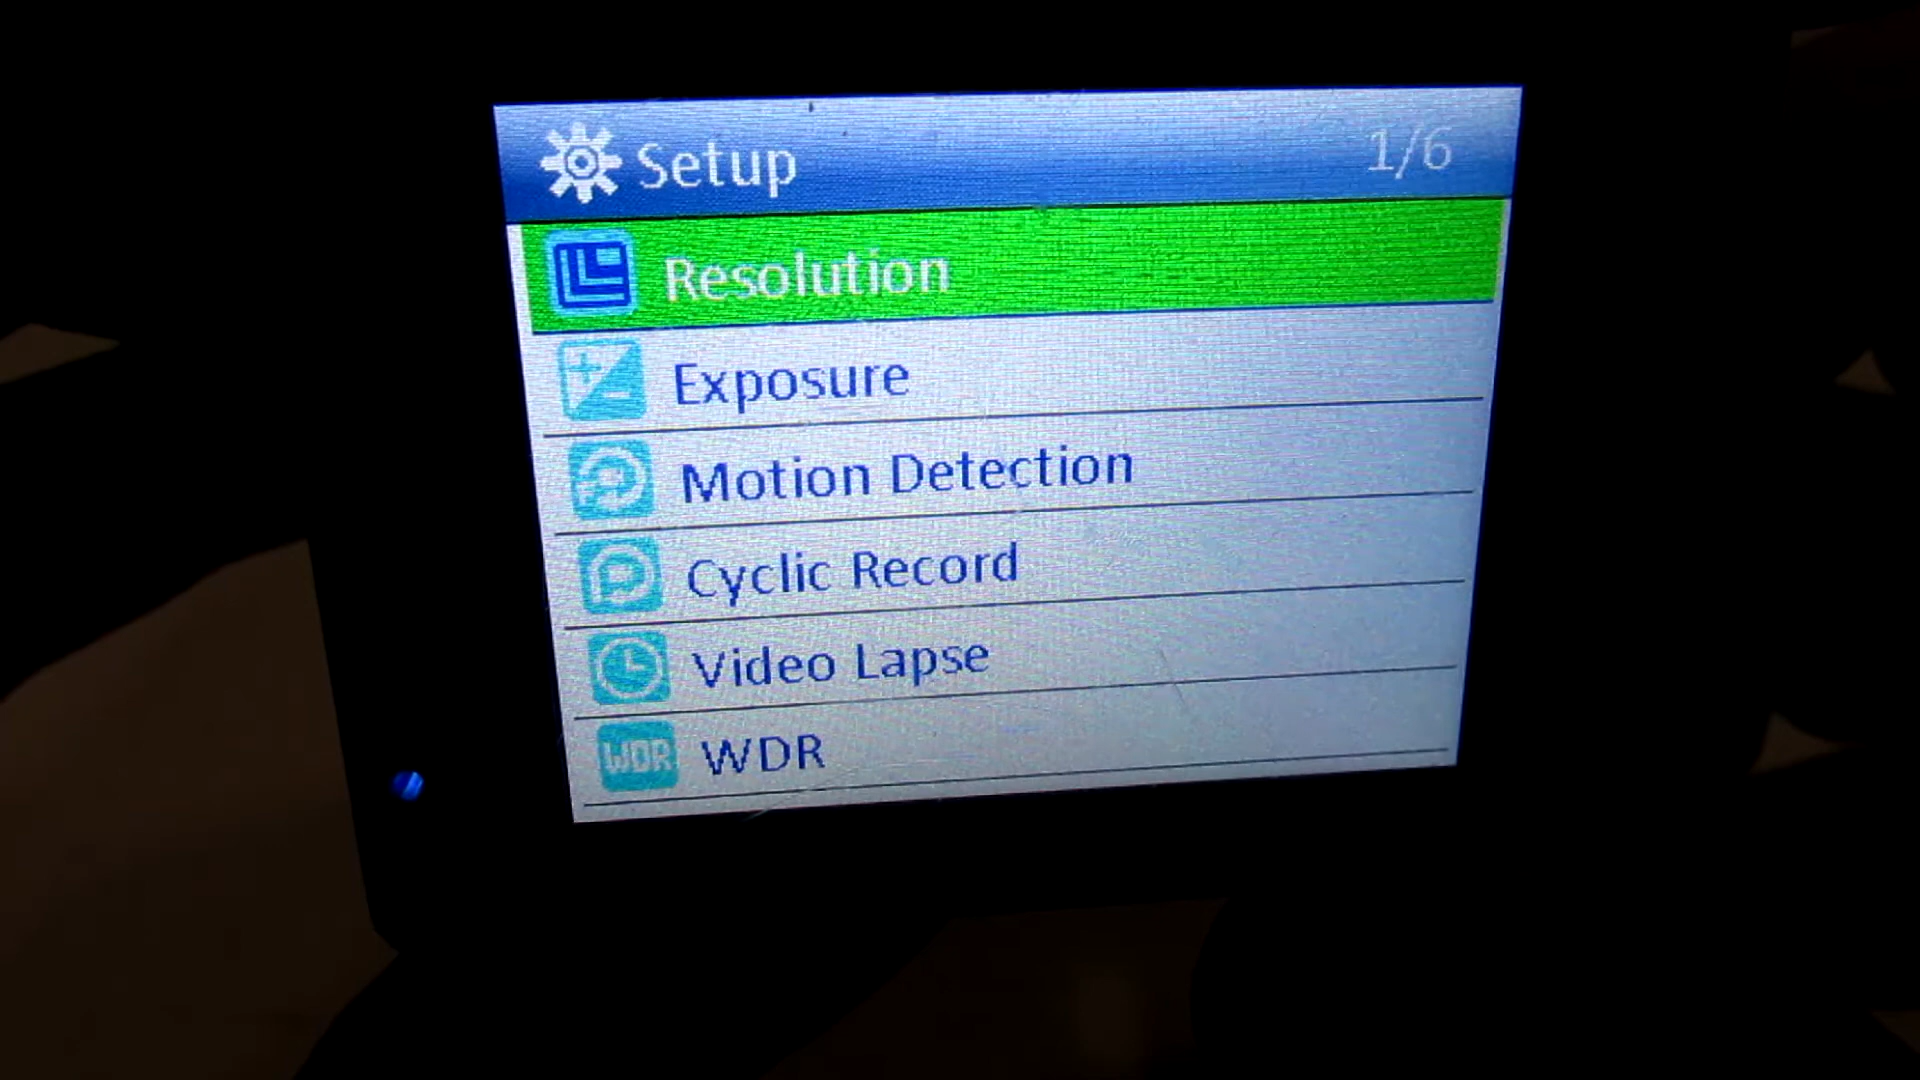 Setup 1/6
Resolution
Exposure
Motion Detection
Cyclic Record
Video Lapse
WDR WDR